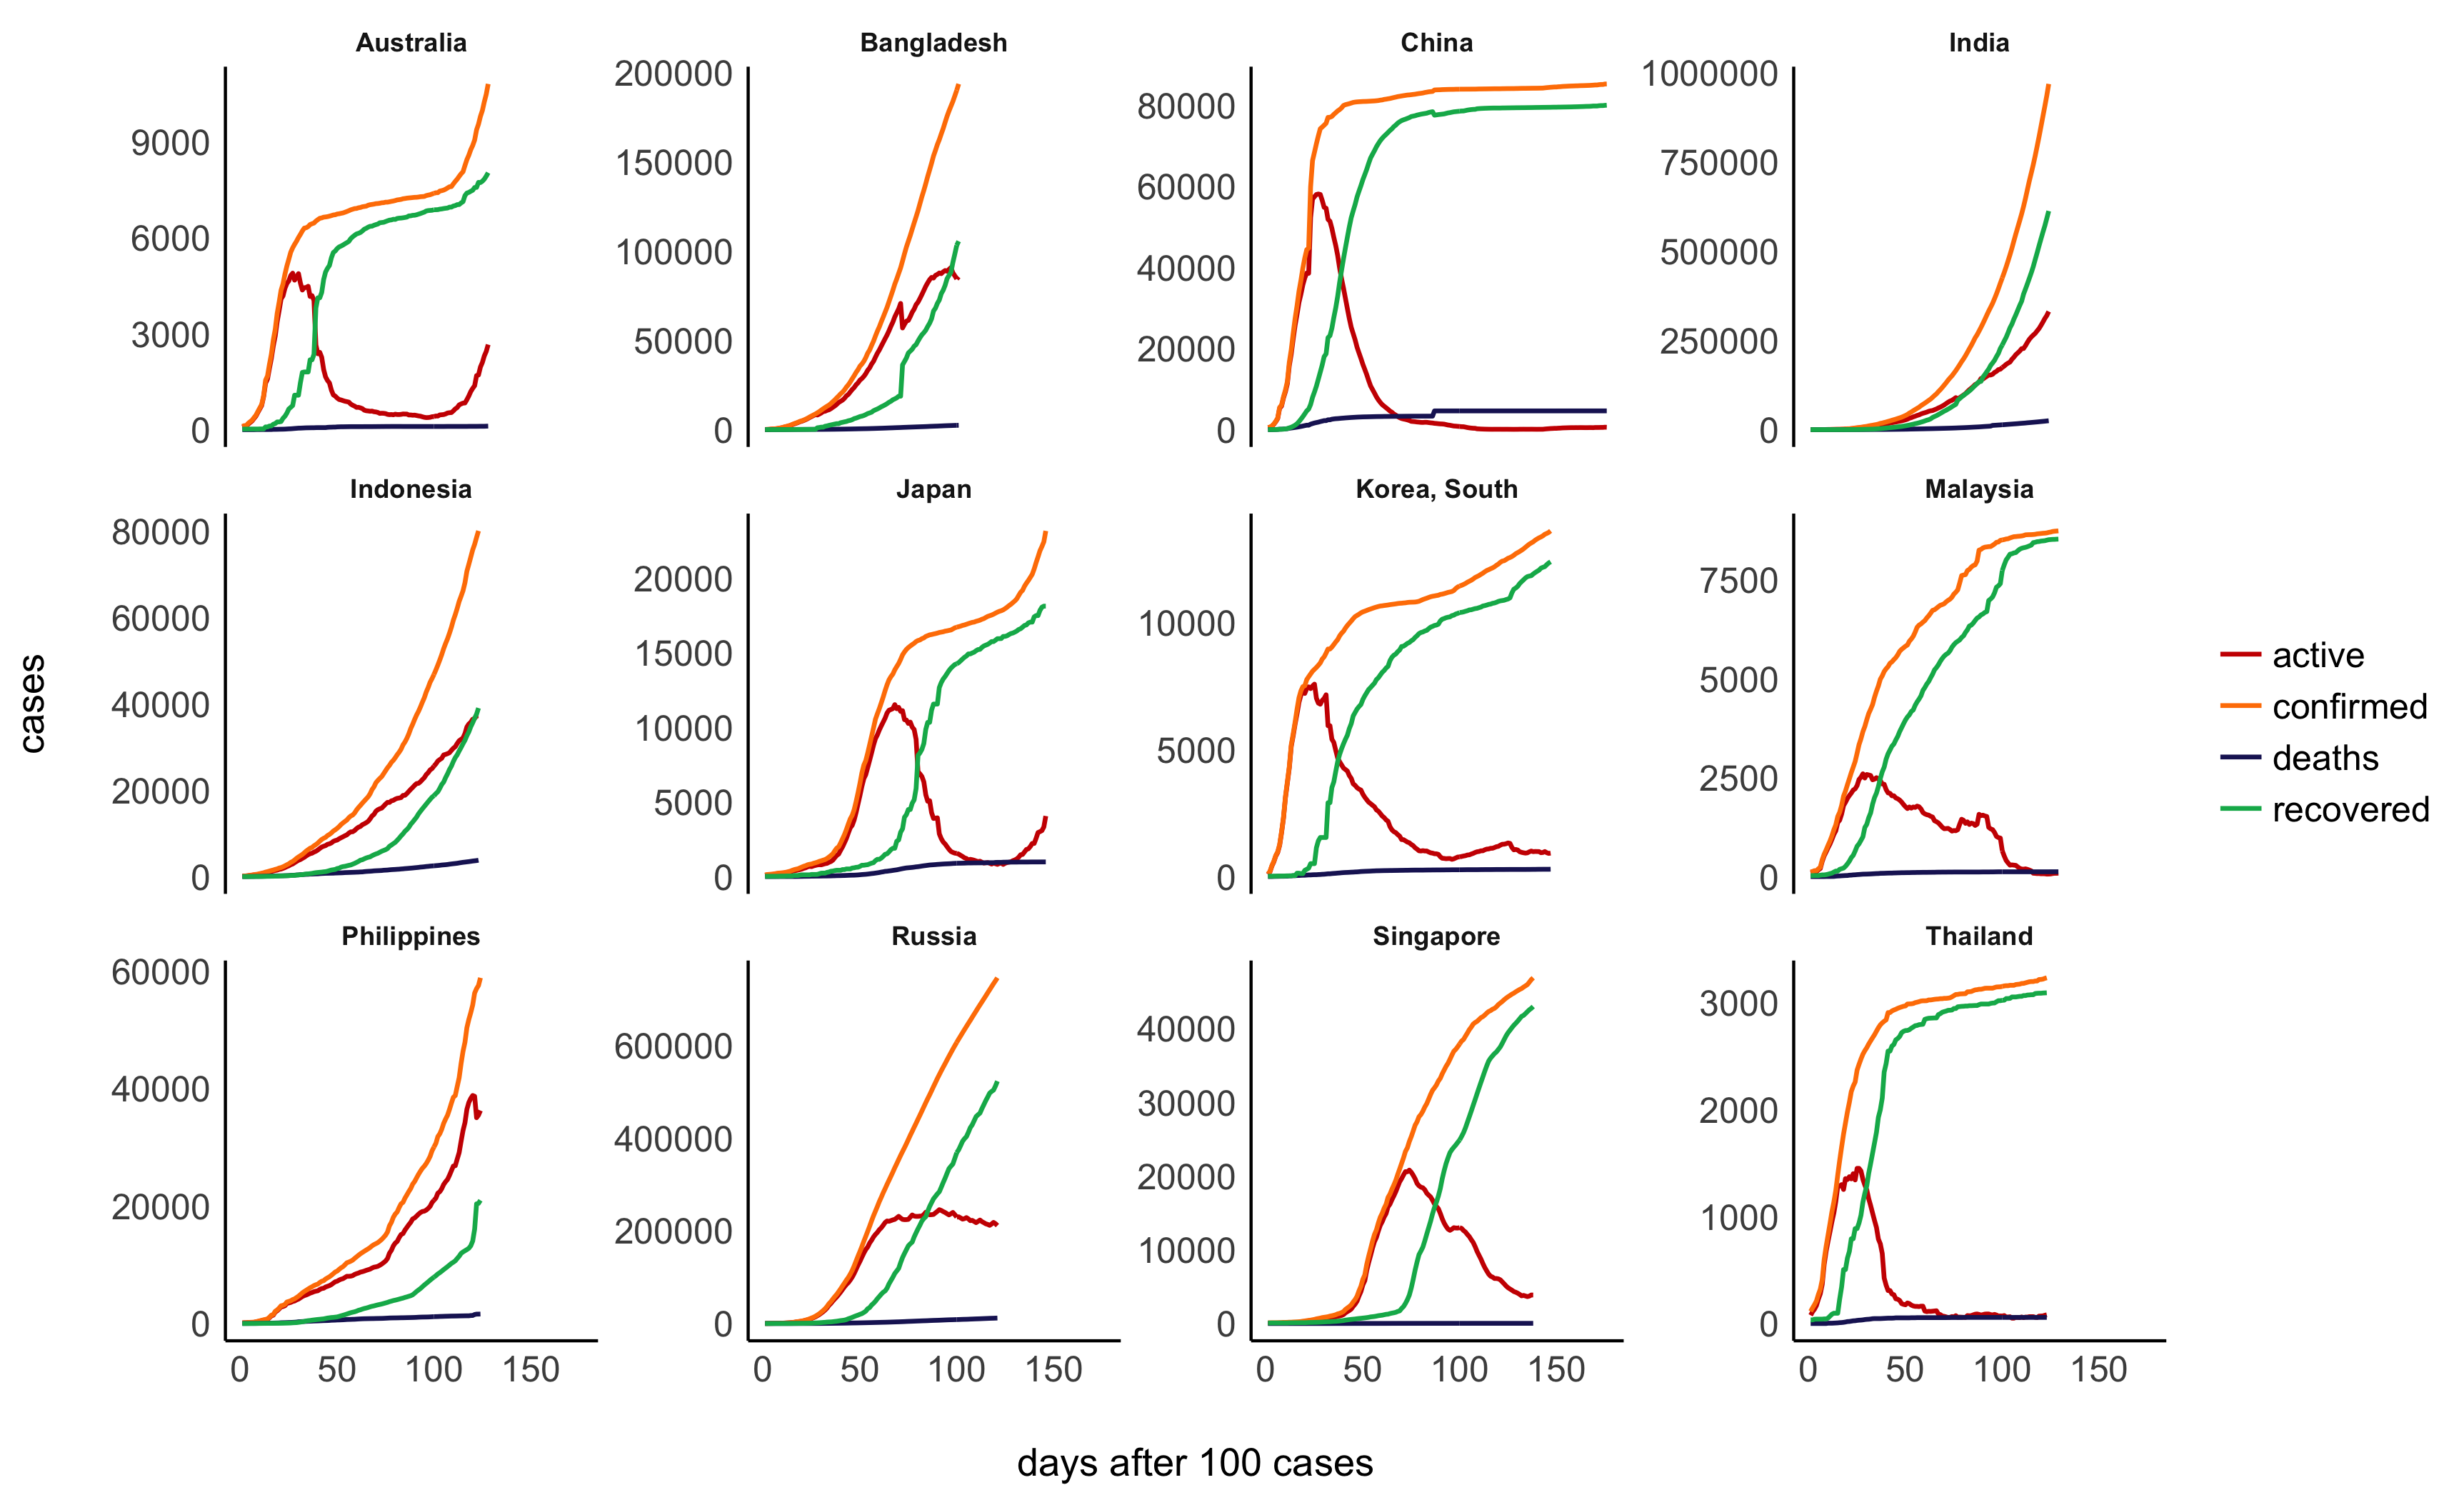 Australia
Bangladesh
China
India
9000
6000
3000
0
200000
150000
100000
50000
0
80000
60000
40000
20000
0
1000000
750000
500000
250000
0
Indonesia
Japan
Korea, South
Malaysia
80000
60000
40000
20000
0
20000
15000
10000
5000
0
10000
5000
0
7500
5000
2500
0
Philippines
Russia
Singapore
Thailand
60000
40000
20000
0
600000
400000
200000
0
40000
30000
20000
10000
0
3000
2000
1000
0
0 50 100 150
0 50 100 150
0 50 100 150
0 50 100 150
cases
days after 100 cases
active
confirmed
deaths
recovered